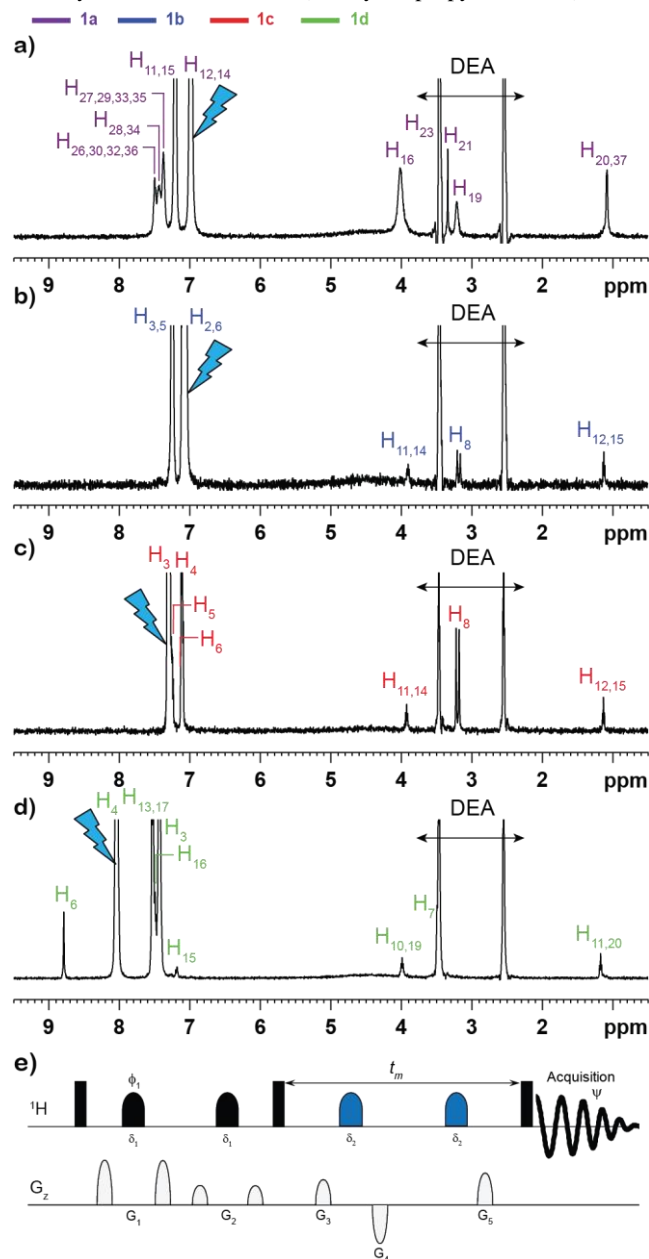 1a 1b 1c 1d
a)
H11,15 H12,14
H27,29,33,35
H28,34
H26,30,32,36
DEA
H23
H21
H16
H19
H20,37
9 8 7 6 5 4 3 2 ppm
b)
H3,5 H2,6
DEA
H11,14 H8 H12,15
9 8 7 6 5 4 3 2 ppm
c)
H3 H4
H5
H6
DEA
H8
H11,14 H12,15
9 8 7 6 5 4 3 2 ppm
d)
H4 H13,17
H3
H16
DEA
H6
H15
H7
H10,19 H11,20
9 8 7 6 5 4 3 2 ppm
e)
ϕ1 tm Acquisition
ψ
1H
δ1 δ1 δ2 δ2
Gz
G1 G2 G3 G5
G4